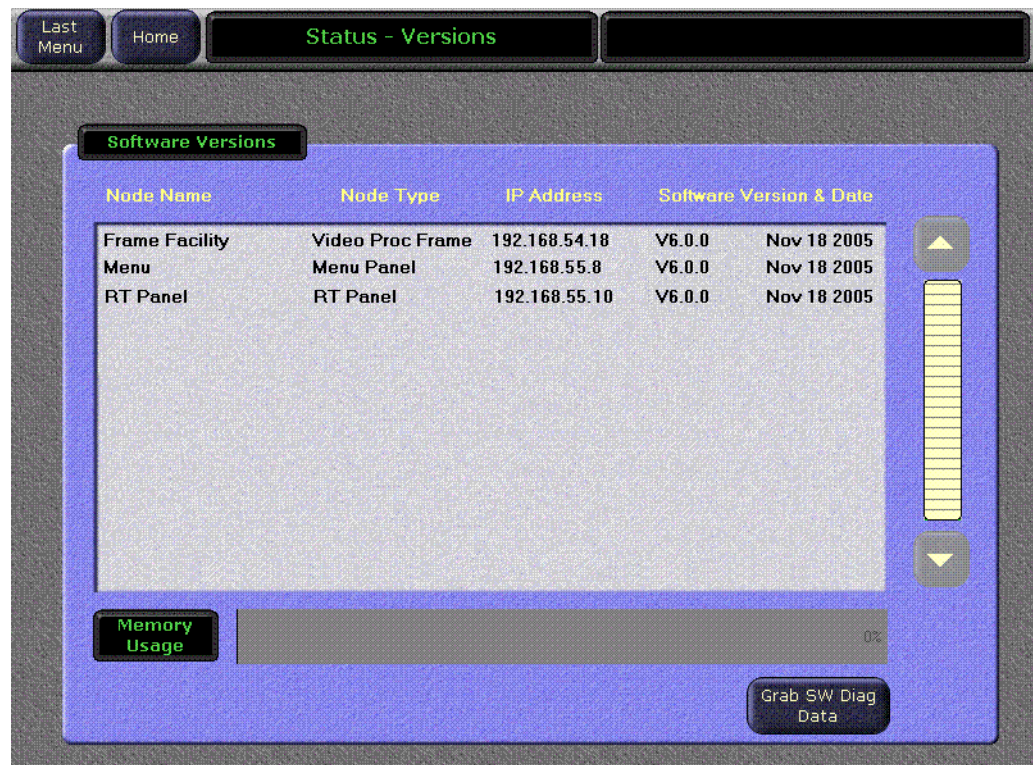 Last
Menu
Home
Status - Versions
Software Versions
Node Name Node Type IP Address Software Version & Date
Frame Facility Video Proc Frame 192.168.54.18 V6.0.0 Nov 18 2005
Menu Menu Panel 192.168.55.8 V6.0.0 Nov 18 2005
RT Panel RT Panel 192.168.55.10 V6.0.0 Nov 18 2005
Memory
Usage
0%
Grab SW Diag
Data